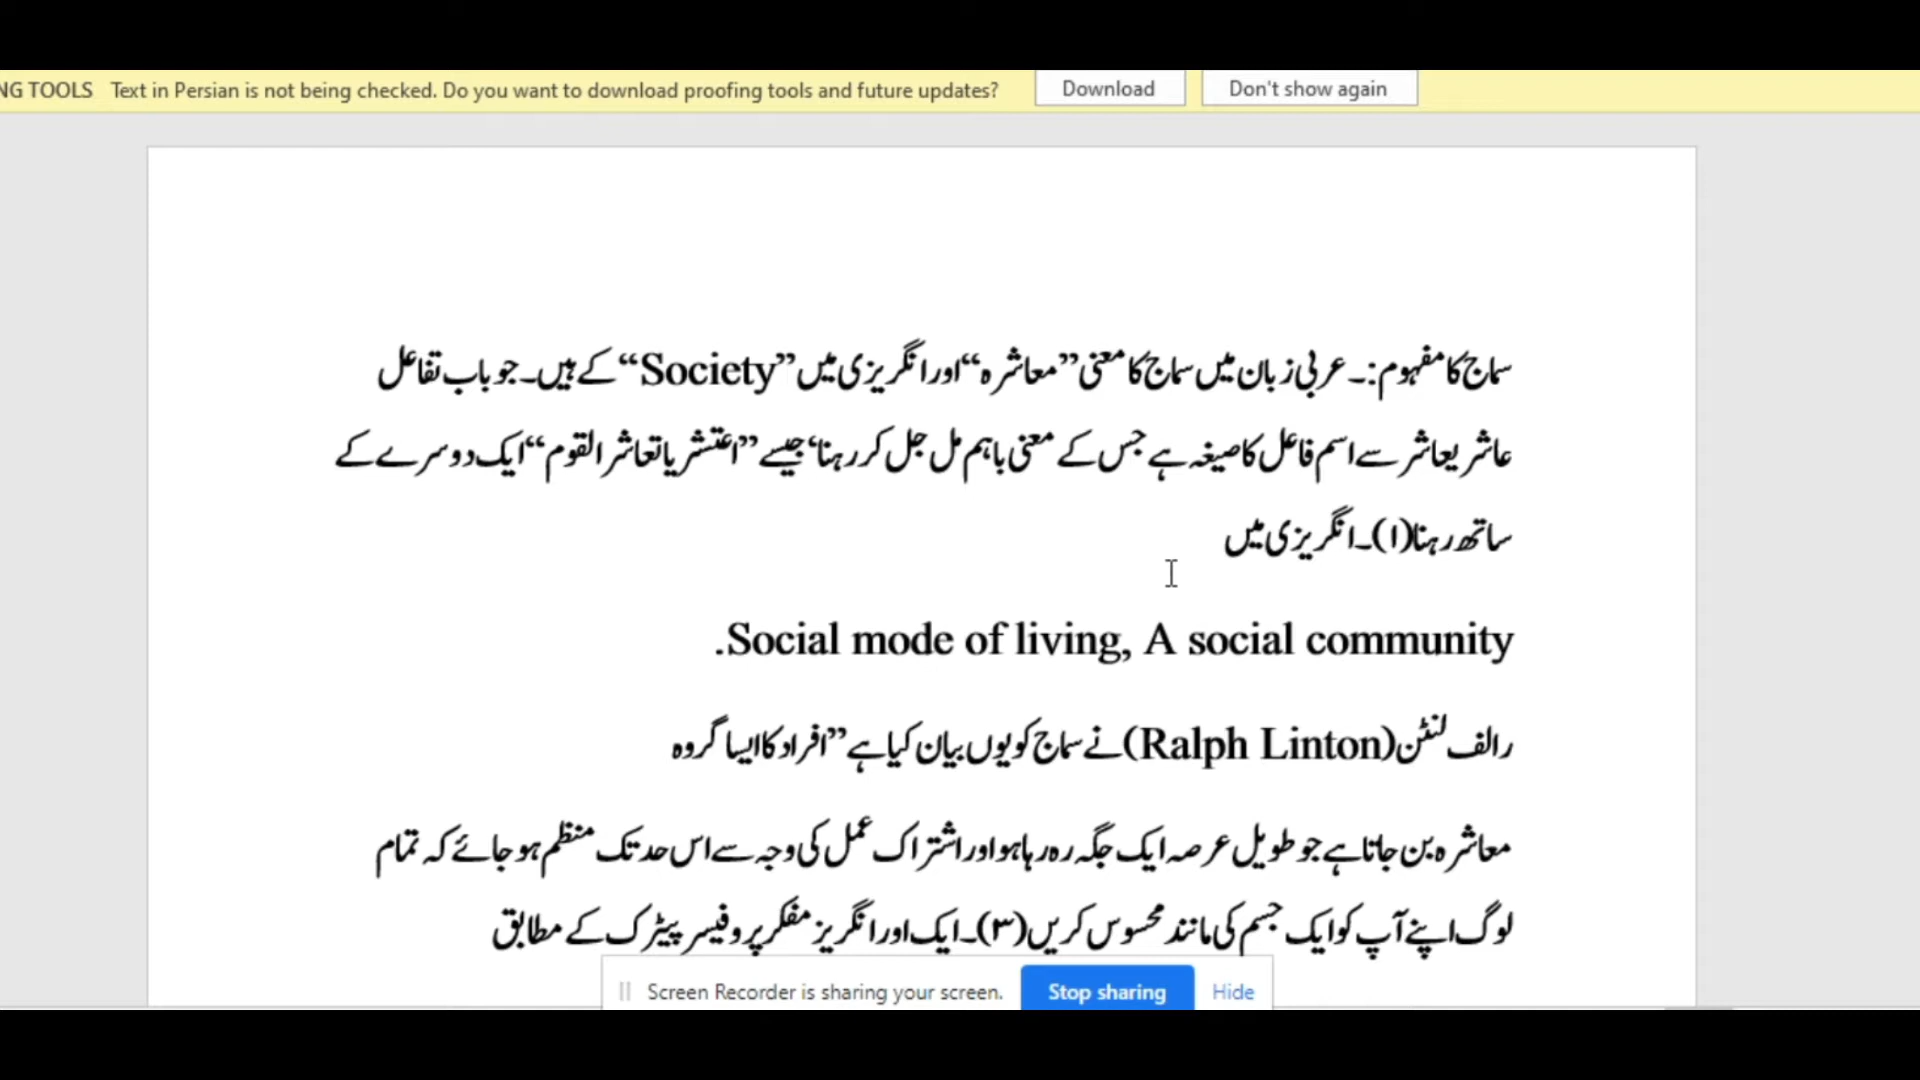 NG TOOLS Text in Persian is not being checked. Do you want to download proofing tools and future updates? Download Don't show again
سماج کا مفہوم:۔ عربی زبان میں سماج کا معنی ”معاشرہ“ اور انگریزی میں ”Society“ کے ہیں۔ جو باب تفاعل
عاشر یعاشر سے اسم فاعل کا صیغہ ہے جس کے معنی باہم مل جل کر رہنا‘ جیسے ”اعتشر یا تعاشر القوم“ ایک دوسرے کے
ساتھ رہنا(۱)۔ انگریزی میں
.Social mode of living, A social community
رالف لنٹن(Ralph Linton) نے سماج کو یوں بیان کیا ہے ”افراد کا ایسا گروہ
معاشرہ بن جاتا ہے جو طویل عرصہ ایک جگہ رہ رہا ہو اور اشتراک عمل کی وجہ سے اس حد تک منظم ہو جائے کہ تمام
لوگ اپنے آپ کو ایک جسم کی مانند محسوس کریں(۳)۔ ایک اور انگریز مفکر پروفیسر پیٹرک کے مطابق
Screen Recorder is sharing your screen. Stop sharing Hide